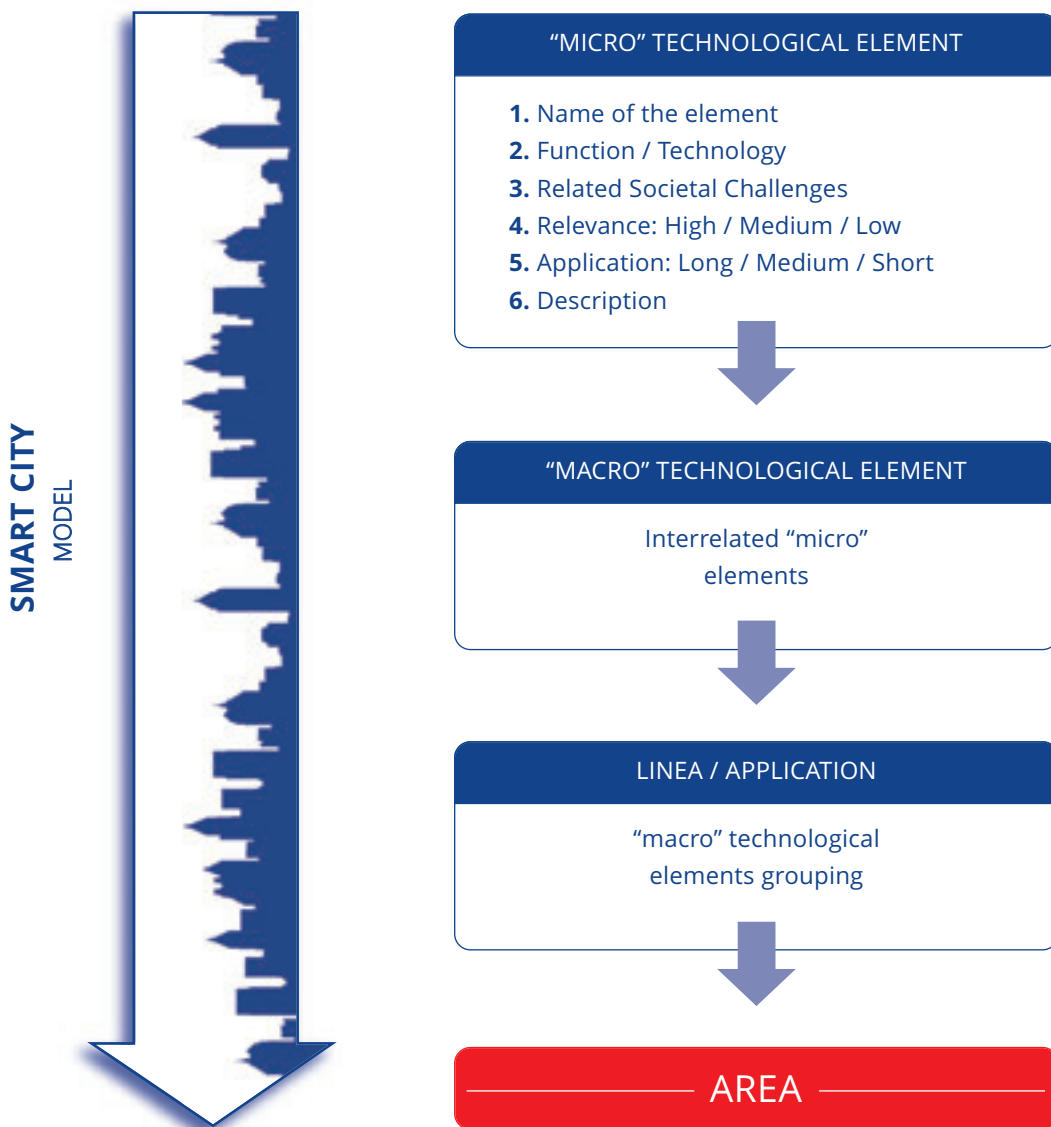 SMART CITY
MODEL
“MICRO” TECHNOLOGICAL ELEMENT
1. Name of the element
2. Function / Technology
3. Related Societal Challenges
4. Relevance: High / Medium / Low
5. Application: Long / Medium / Short
6. Description
“MACRO” TECHNOLOGICAL ELEMENT
Interrelated “micro”
elements
LINEA / APPLICATION
“macro” technological
elements grouping
AREA